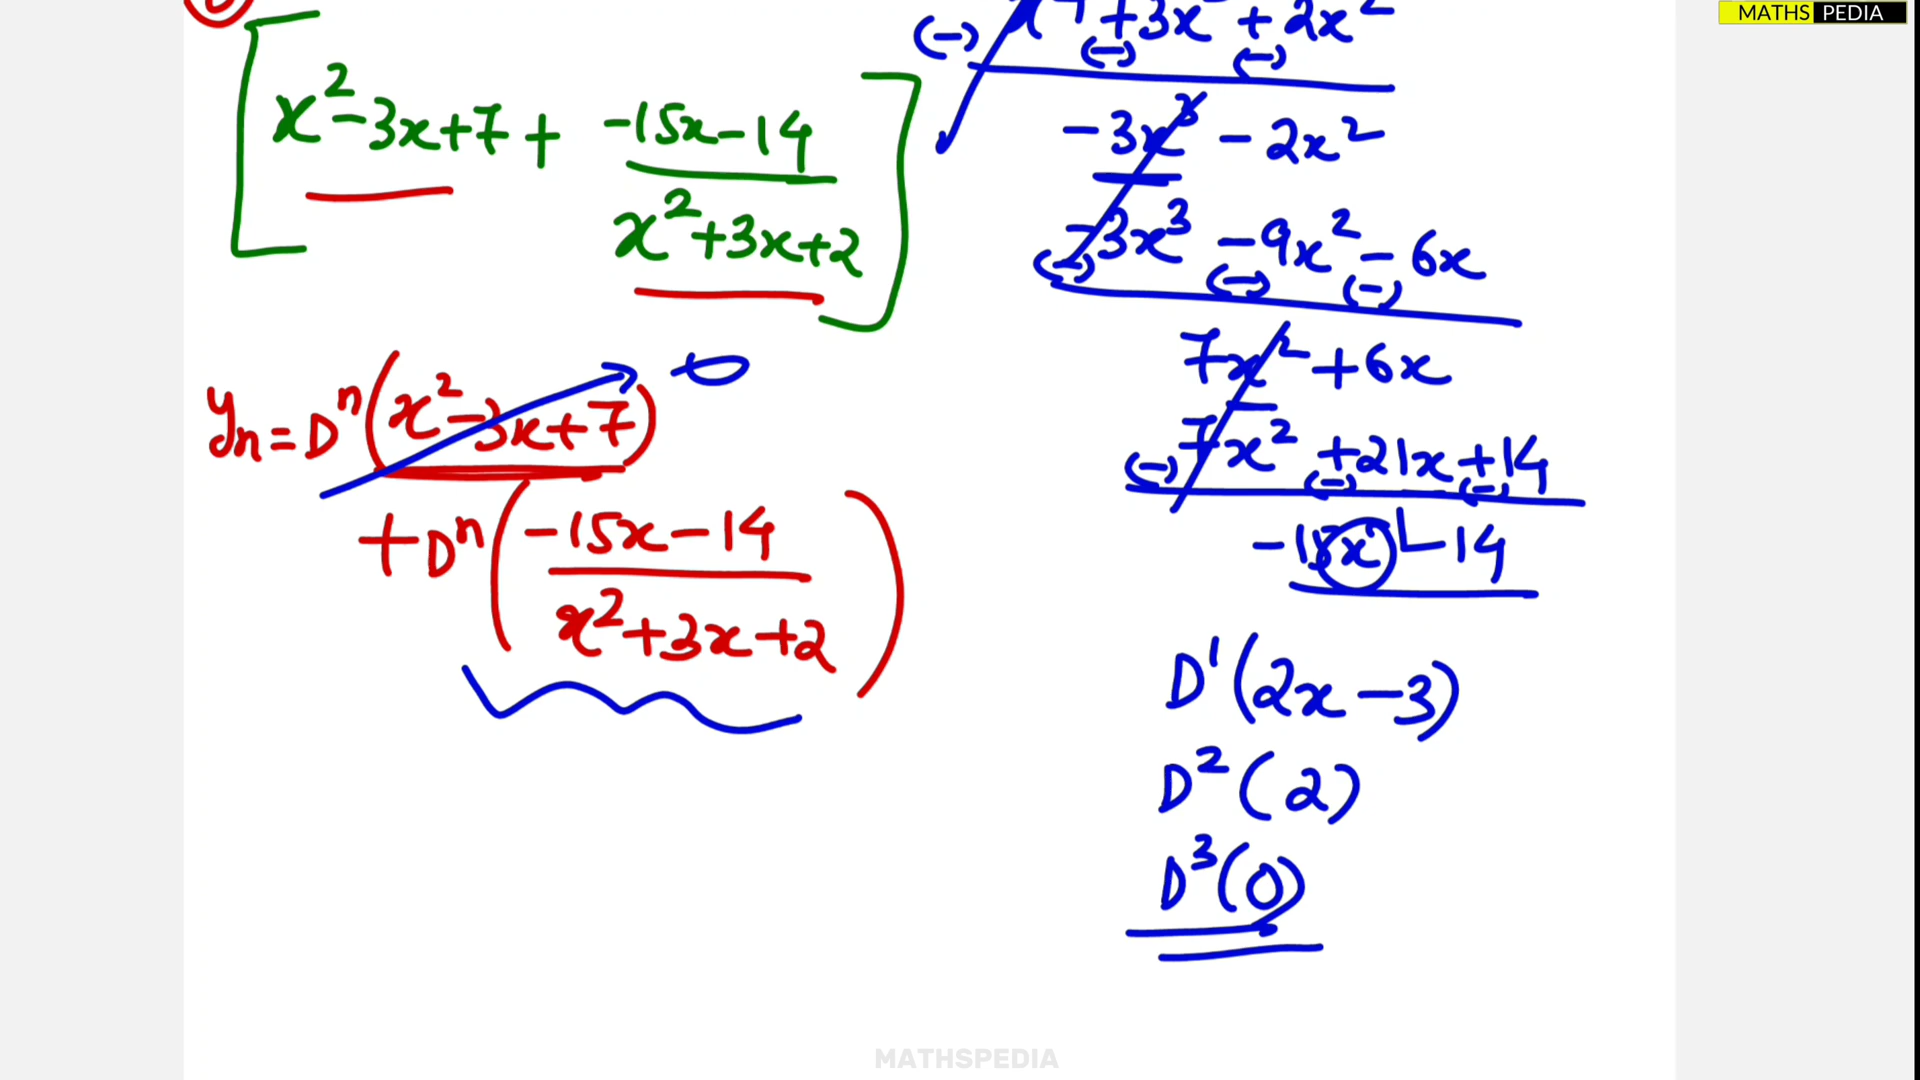 MATHS PEDIA
x² - 3x + 7 + (-15x - 14)/(x² + 3x + 2)
yn = Dⁿ(x² - 3x + 7) 0
+ Dⁿ((-15x - 14)/(x² + 3x + 2))
(-) (-) (-)
+ 2x²
-3x³ - 2x²
-3x³ - 9x² - 6x
(-) (-) (-)
7x² + 6x
7x² + 21x + 14
(-) (-) (-)
-15x - 14
D¹(2x - 3)
D²(2)
D³(0)
MATHSPEDIA